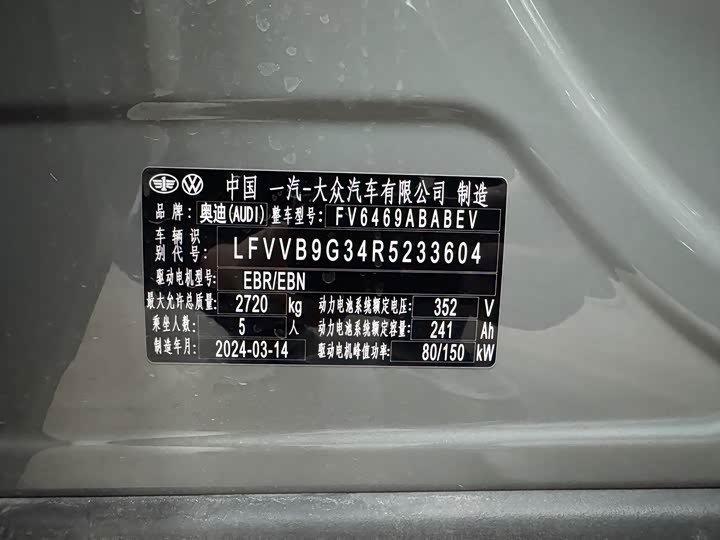 中国 一汽-大众汽车有限公司 制造
品牌: 奥迪(AUDI) 整车型号: FV6469ABABEV
车辆识别代号: LFVVB9G34R5233604
驱动电机型号: EBR/EBN
最大允许总质量: 2720 kg 动力电池系统额定电压: 352 V
乘坐人数: 5 人 动力电池系统额定容量: 241 Ah
制造年月: 2024-03-14 驱动电机峰值功率: 80/150 kW